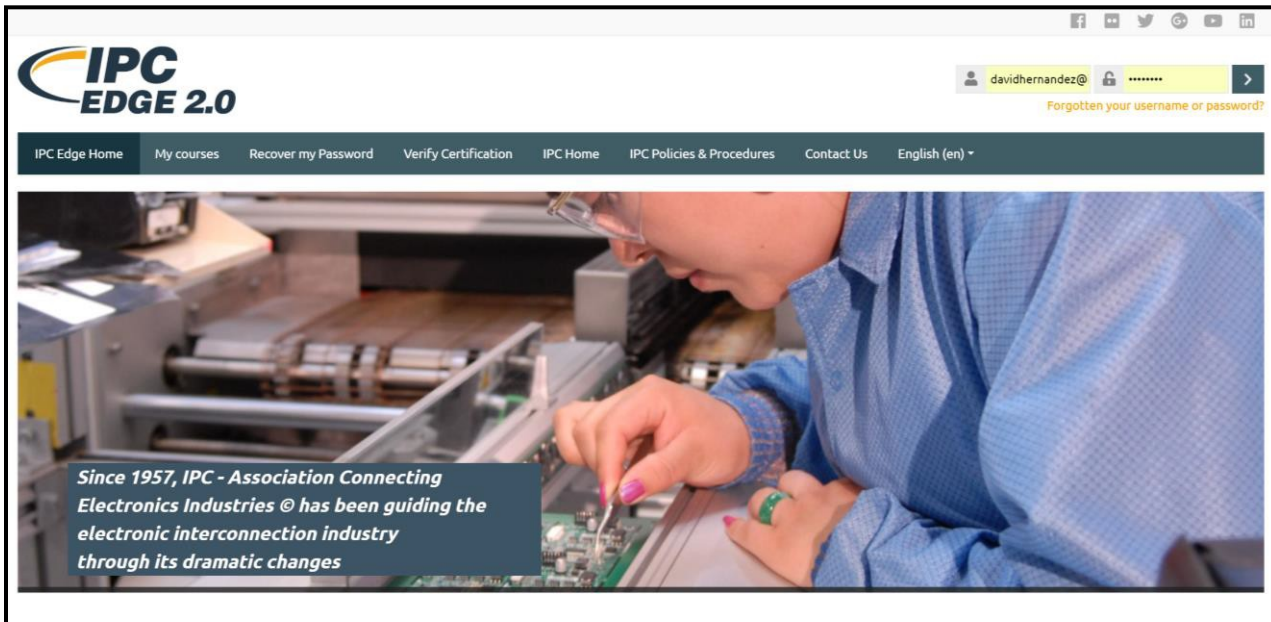 IPC
EDGE 2.0
davidhernandez@
••••••••
Forgotten your username or password?
IPC Edge Home
My courses
Recover my Password
Verify Certification
IPC Home
IPC Policies & Procedures
Contact Us
English (en)
Since 1957, IPC - Association Connecting
Electronics Industries © has been guiding the
electronic interconnection industry
through its dramatic changes